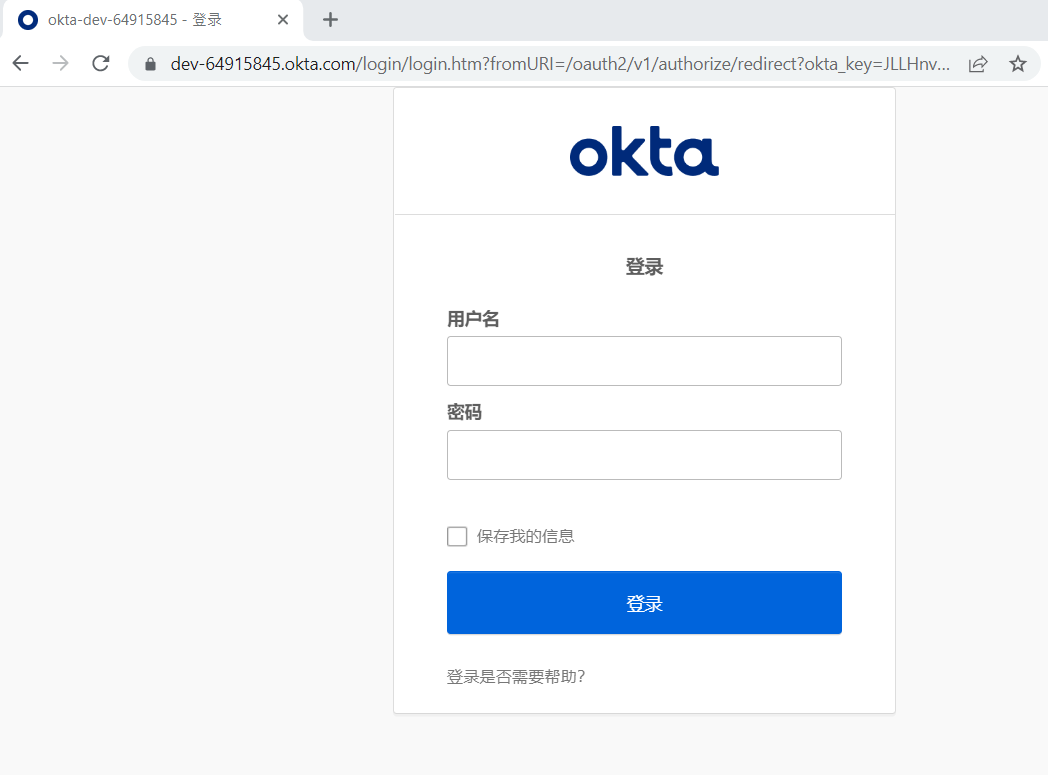 okta-dev-64915845 - 登录
dev-64915845.okta.com/login/login.htm?fromURI=/oauth2/v1/authorize/redirect?okta_key=JLLHnv...
okta
登录
用户名
密码
保存我的信息
登录
登录是否需要帮助?